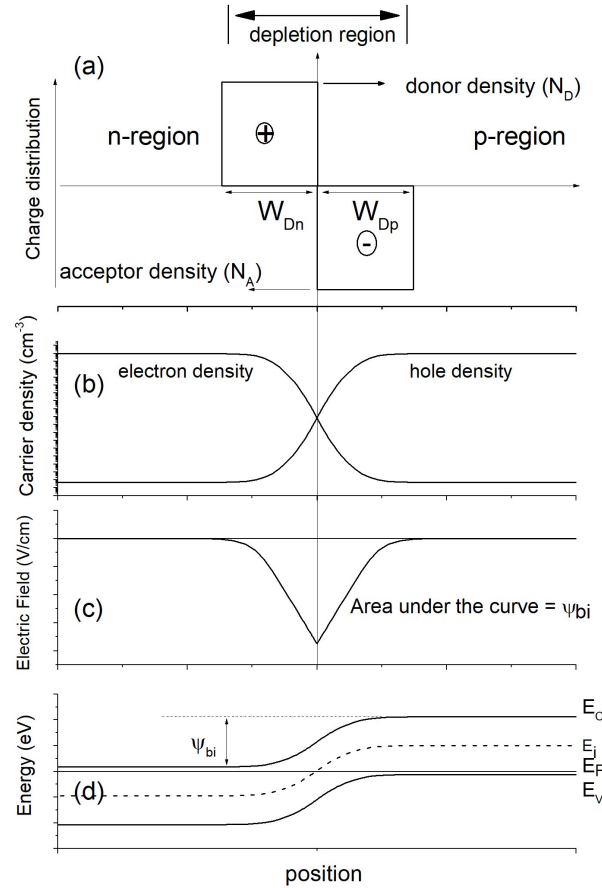 depletion region
(a)
donor density (N_D)
n-region
+
p-region
Charge distribution
W_Dn
W_Dp
-
acceptor density (N_A)
Carrier density (cm⁻³)
electron density
hole density
(b)
Electric Field (V/cm)
(c)
Area under the curve = ψ_bi
Energy (eV)
ψ_bi
E_C
E_i
E_F
(d)
E_V
position